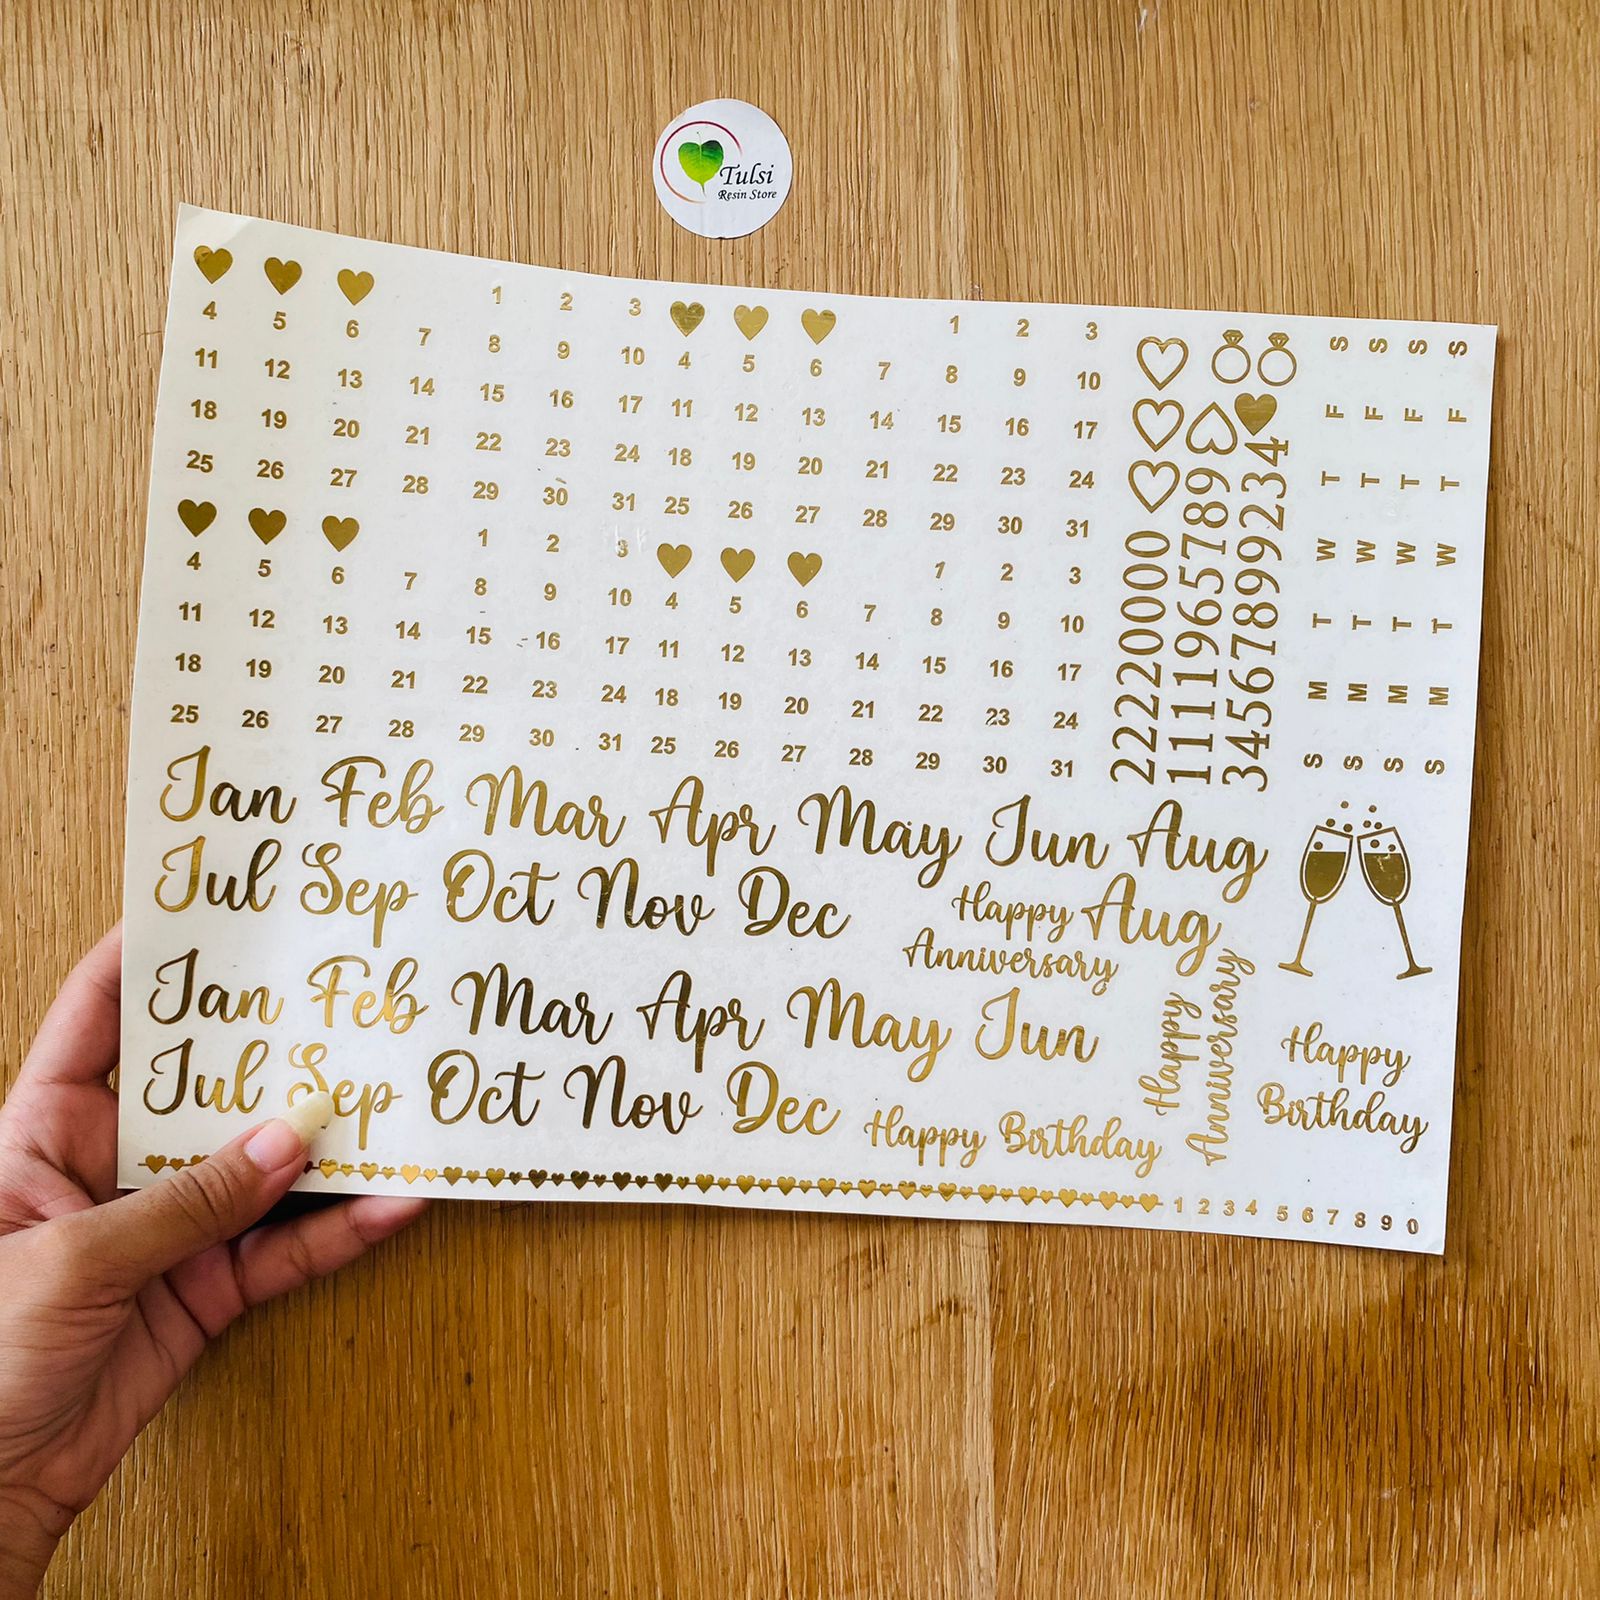 Tulsi
Resin Store
1 2 3
4 5 6 7 8 9 10
11 12 13 14 15 16 17
18 19 20 21 22 23 24
25 26 27 28 29 30 31
1 2 3
4 5 6 7 8 9 10
11 12 13 14 15 16 17
18 19 20 21 22 23 24
25 26 27 28 29 30 31
1 2 3
4 5 6 7 8 9 10
11 12 13 14 15 16 17
18 19 20 21 22 23 24
25 26 27 28 29 30 31
1 2 3
4 5 6 7 8 9 10
11 12 13 14 15 16 17
18 19 20 21 22 23 24
25 26 27 28 29 30 31
22220000
1111965789
34567899234
S M T W T F S
S M T W T F S
S M T W T F S
S M T W T F S
Jan Feb Mar Apr May Jun Aug
Jul Sep Oct Nov Dec
Happy Aug
Anniversary
Jan Feb Mar Apr May Jun
Jul Sep Oct Nov Dec
Happy Birthday
Happy
Anniversary
Happy
Birthday
1 2 3 4 5 6 7 8 9 0